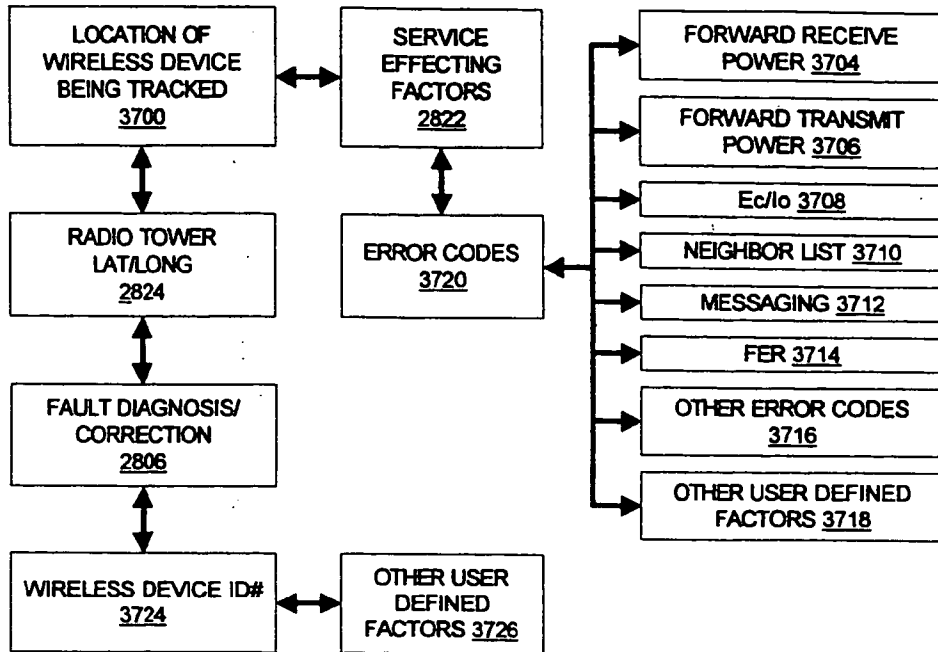 LOCATION OF
WIRELESS DEVICE
BEING TRACKED
3700
SERVICE
EFFECTING
FACTORS
2822
FORWARD RECEIVE
POWER 3704
FORWARD TRANSMIT
POWER 3706
Ec/Io 3708
RADIO TOWER
LAT/LONG
2824
ERROR CODES
3720
NEIGHBOR LIST 3710
MESSAGING 3712
FER 3714
FAULT DIAGNOSIS/
CORRECTION
2806
OTHER ERROR CODES
3716
OTHER USER DEFINED
FACTORS 3718
WIRELESS DEVICE ID#
3724
OTHER USER
DEFINED
FACTORS 3726